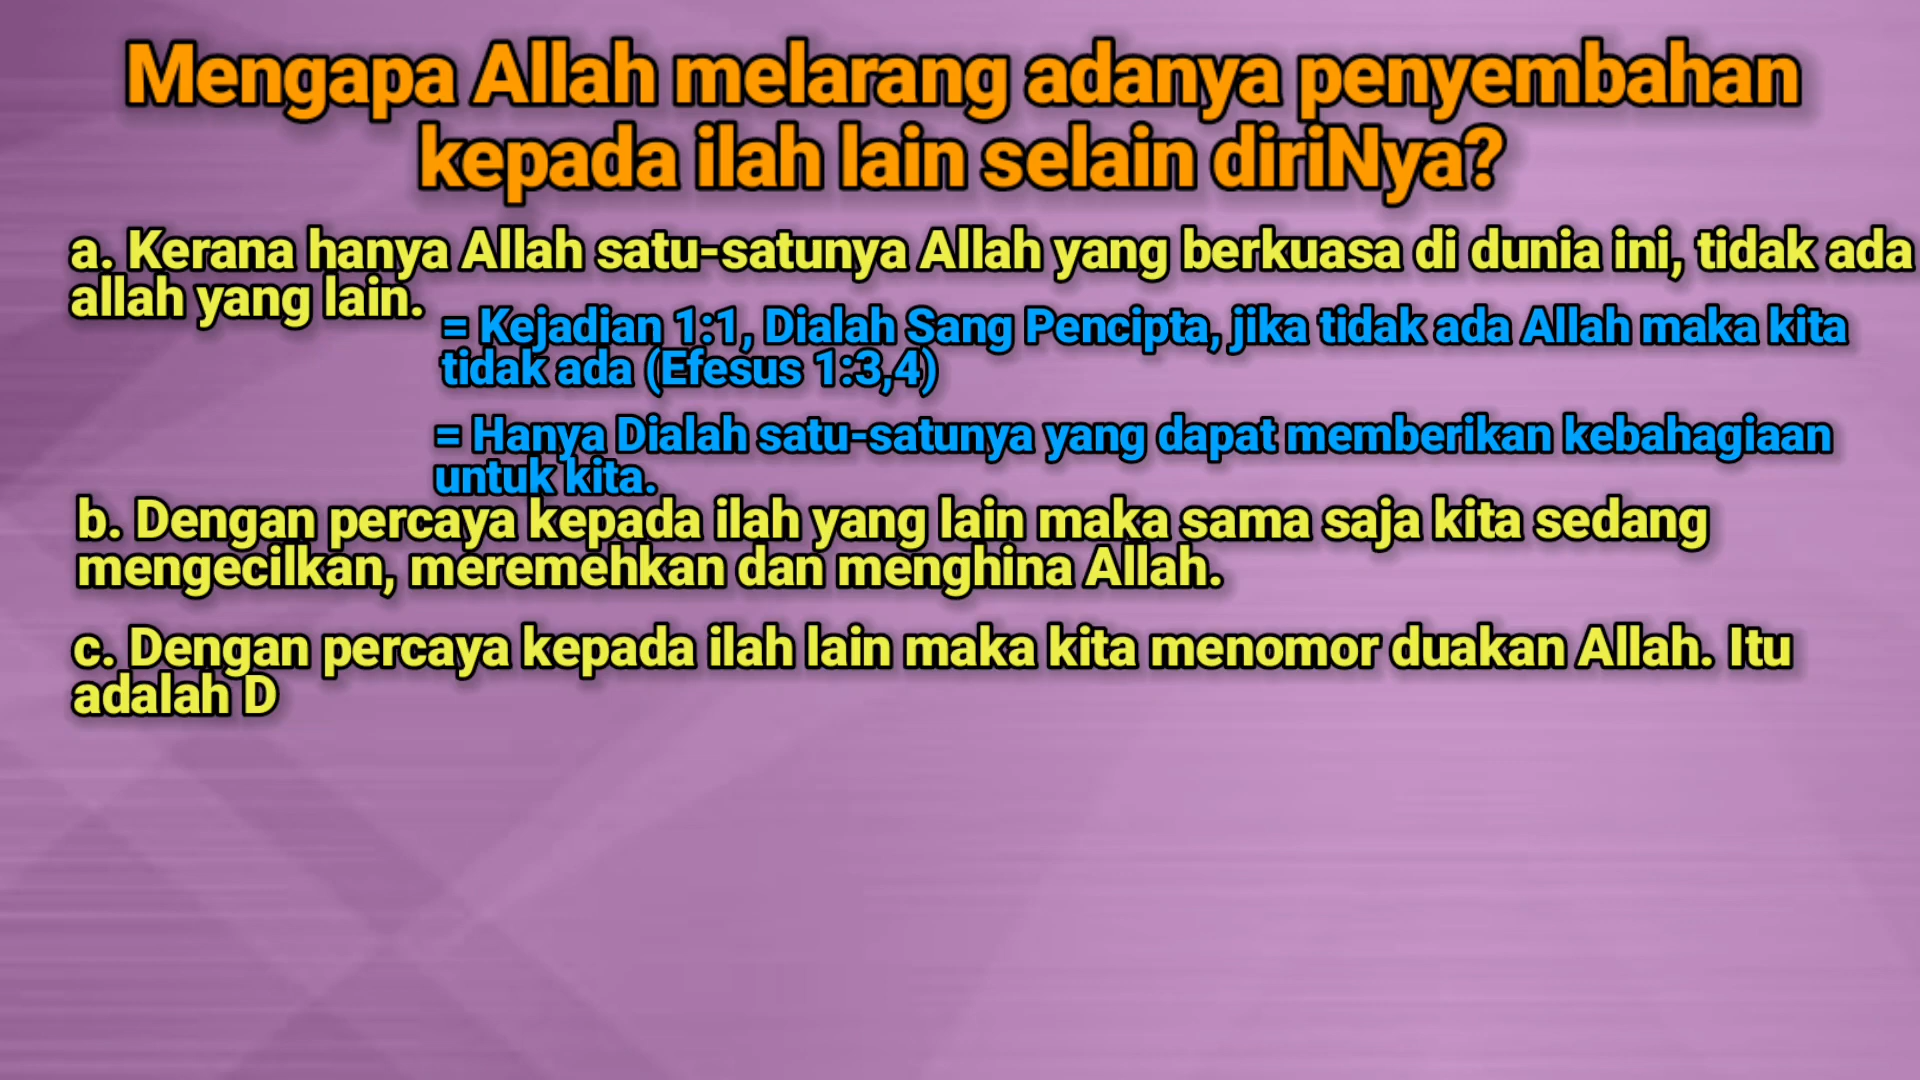 Mengapa Allah melarang adanya penyembahan
kepada ilah lain selain diriNya?
a. Kerana hanya Allah satu-satunya Allah yang berkuasa di dunia ini, tidak ada
allah yang lain.
= Kejadian 1:1, Dialah Sang Pencipta, jika tidak ada Allah maka kita
tidak ada (Efesus 1:3,4)
= Hanya Dialah satu-satunya yang dapat memberikan kebahagiaan
untuk kita.
b. Dengan percaya kepada ilah yang lain maka sama saja kita sedang
mengecilkan, meremehkan dan menghina Allah.
c. Dengan percaya kepada ilah lain maka kita menomor duakan Allah. Itu
adalah D